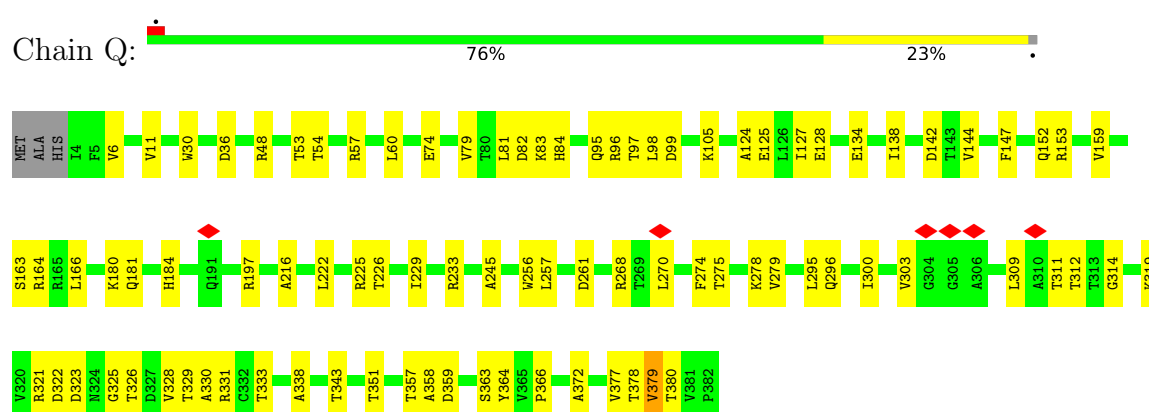 Chain Q:
76% 23%
MET ALA HIS I4 F5 V6 V11 W30 D36 R48 T53 T54 R57 L60 E74 V79 T80 L81 D82 K83 H84 Q95 R96 T97 L98 D99 K105 A124 E125 L126 I127 E128 E134 I138 D142 T143 V144 F147 Q152 R153 V159
S163 R164 R165 L166 K180 Q181 H184 Q191 R197 A216 L222 R225 T226 I229 R233 A245 W256 L257 D261 R268 T269 L270 F274 T275 K278 V279 L295 Q296 I300 V303 G304 G305 A306 L309 A310 T311 T312 T313 G314
V320 R321 D322 D323 N324 G325 T326 D327 V328 T329 A330 R331 C332 T333 A338 T343 T351 T357 A358 D359 S363 Y364 V365 P366 A372 V377 T378 V379 T380 V381 P382